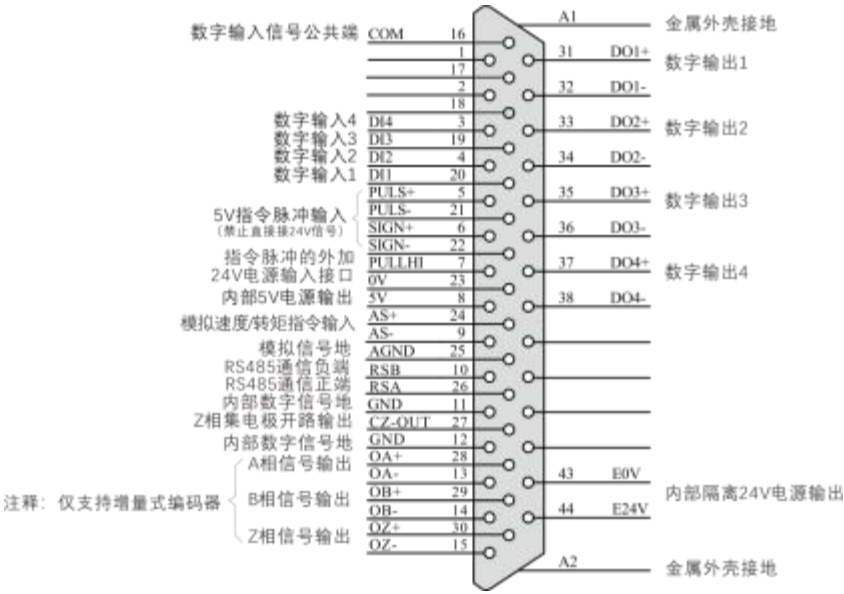 A1 金属外壳接地
数字输入信号公共端 COM 16
1 31 DO1+ 数字输出1
17
2 32 DO1-
18
数字输入4 DI4 3 33 DO2+ 数字输出2
数字输入3 DI3 19
数字输入2 DI2 4 34 DO2-
数字输入1 DI1 20
PULS+ 5 35 DO3+ 数字输出3
5V指令脉冲输入 PULS- 21
(禁止直接接24V信号) SIGN+ 6 36 DO3-
SIGN- 22
指令脉冲的外加 PULLHI 7 37 DO4+ 数字输出4
24V电源输入接口 0V 23
内部5V电源输出 5V 8 38 DO4-
模拟速度/转矩指令输入 AS+ 24
AS- 9
模拟信号地 AGND 25
RS485通信负端 RSB 10
RS485通信正端 RSA 26
内部数字信号地 GND 11
Z相集电极开路输出 CZ-OUT 27
内部数字信号地 GND 12
A相信号输出 OA+ 28
OA- 13 43 E0V
注释：仅支持增量式编码器 B相信号输出 OB+ 29 内部隔离24V电源输出
OB- 14 44 E24V
Z相信号输出 OZ+ 30
OZ- 15
A2 金属外壳接地